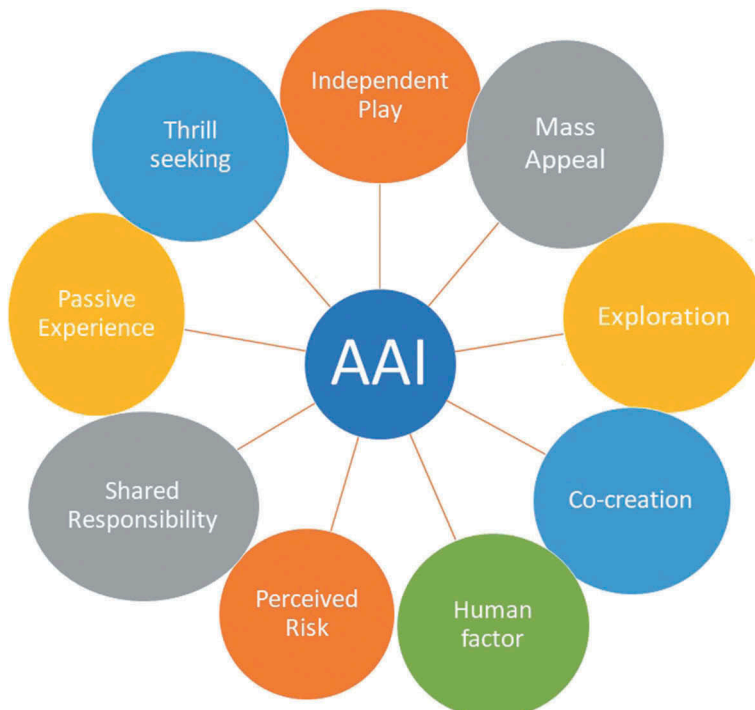 Independent
Play
Mass
Appeal
Exploration
Co-creation
Human
factor
Perceived
Risk
Shared
Responsibility
Passive
Experience
Thrill
seeking
AAI